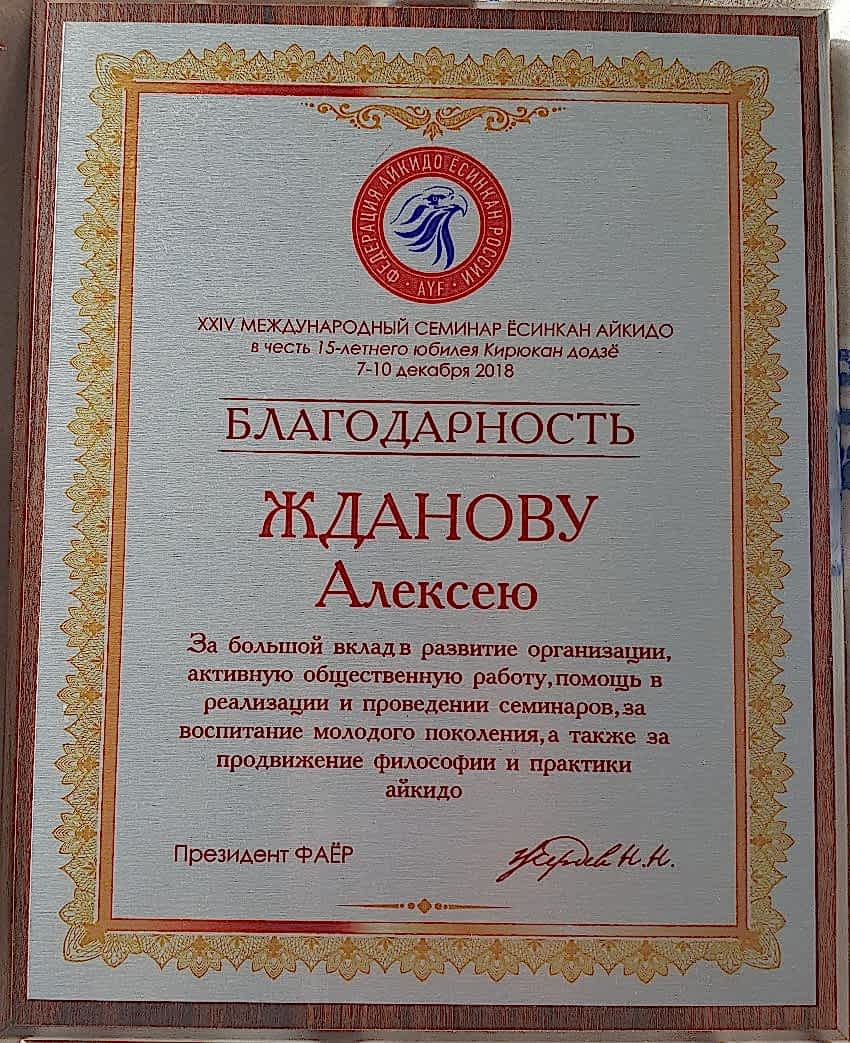 ФЕДЕРАЦИЯ АЙКИДО ЁСИНКАН РОССИИ
· AYF ·
XXIV МЕЖДУНАРОДНЫЙ СЕМИНАР ЁСИНКАН АЙКИДО
в честь 15-летнего юбилея Кирюкан додзё
7-10 декабря 2018
БЛАГОДАРНОСТЬ
ЖДАНОВУ
Алексею
За большой вклад в развитие организации,
активную общественную работу, помощь в
реализации и проведении семинаров, за
воспитание молодого поколения, а также за
продвижение философии и практики
айкидо
Президент ФАЁР
Н.Н.